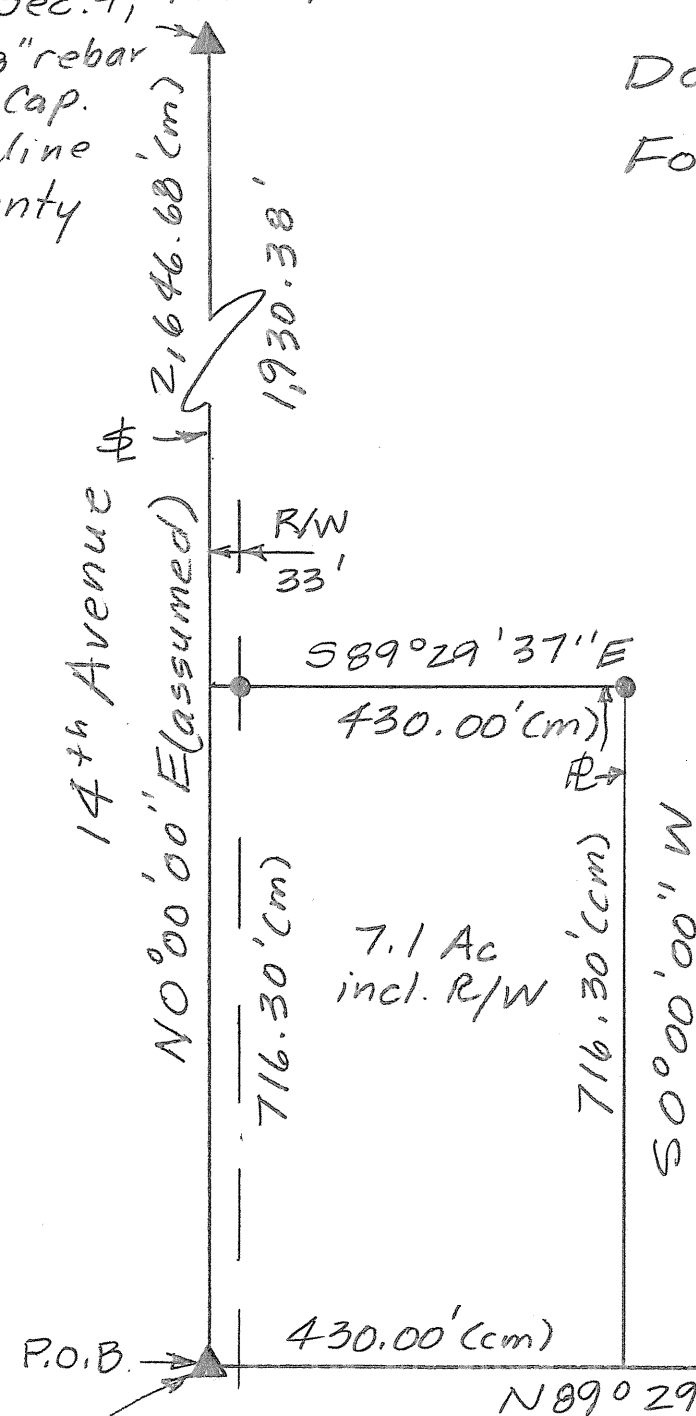 Sec. 4,
"rebar
Cap.
line
nty
Do
Fo
2,646.68'(m)
1,930.38'
14th Avenue ℄
N0°00'00"E(assumed)
R/W
33'
S89°29'37"E
430.00'(m)
℄
716.30'(m)
7.1 Ac
incl. R/W
716.30'(cm)
S0°00'00"W
P.O.B.
430.00'(cm)
N89°29